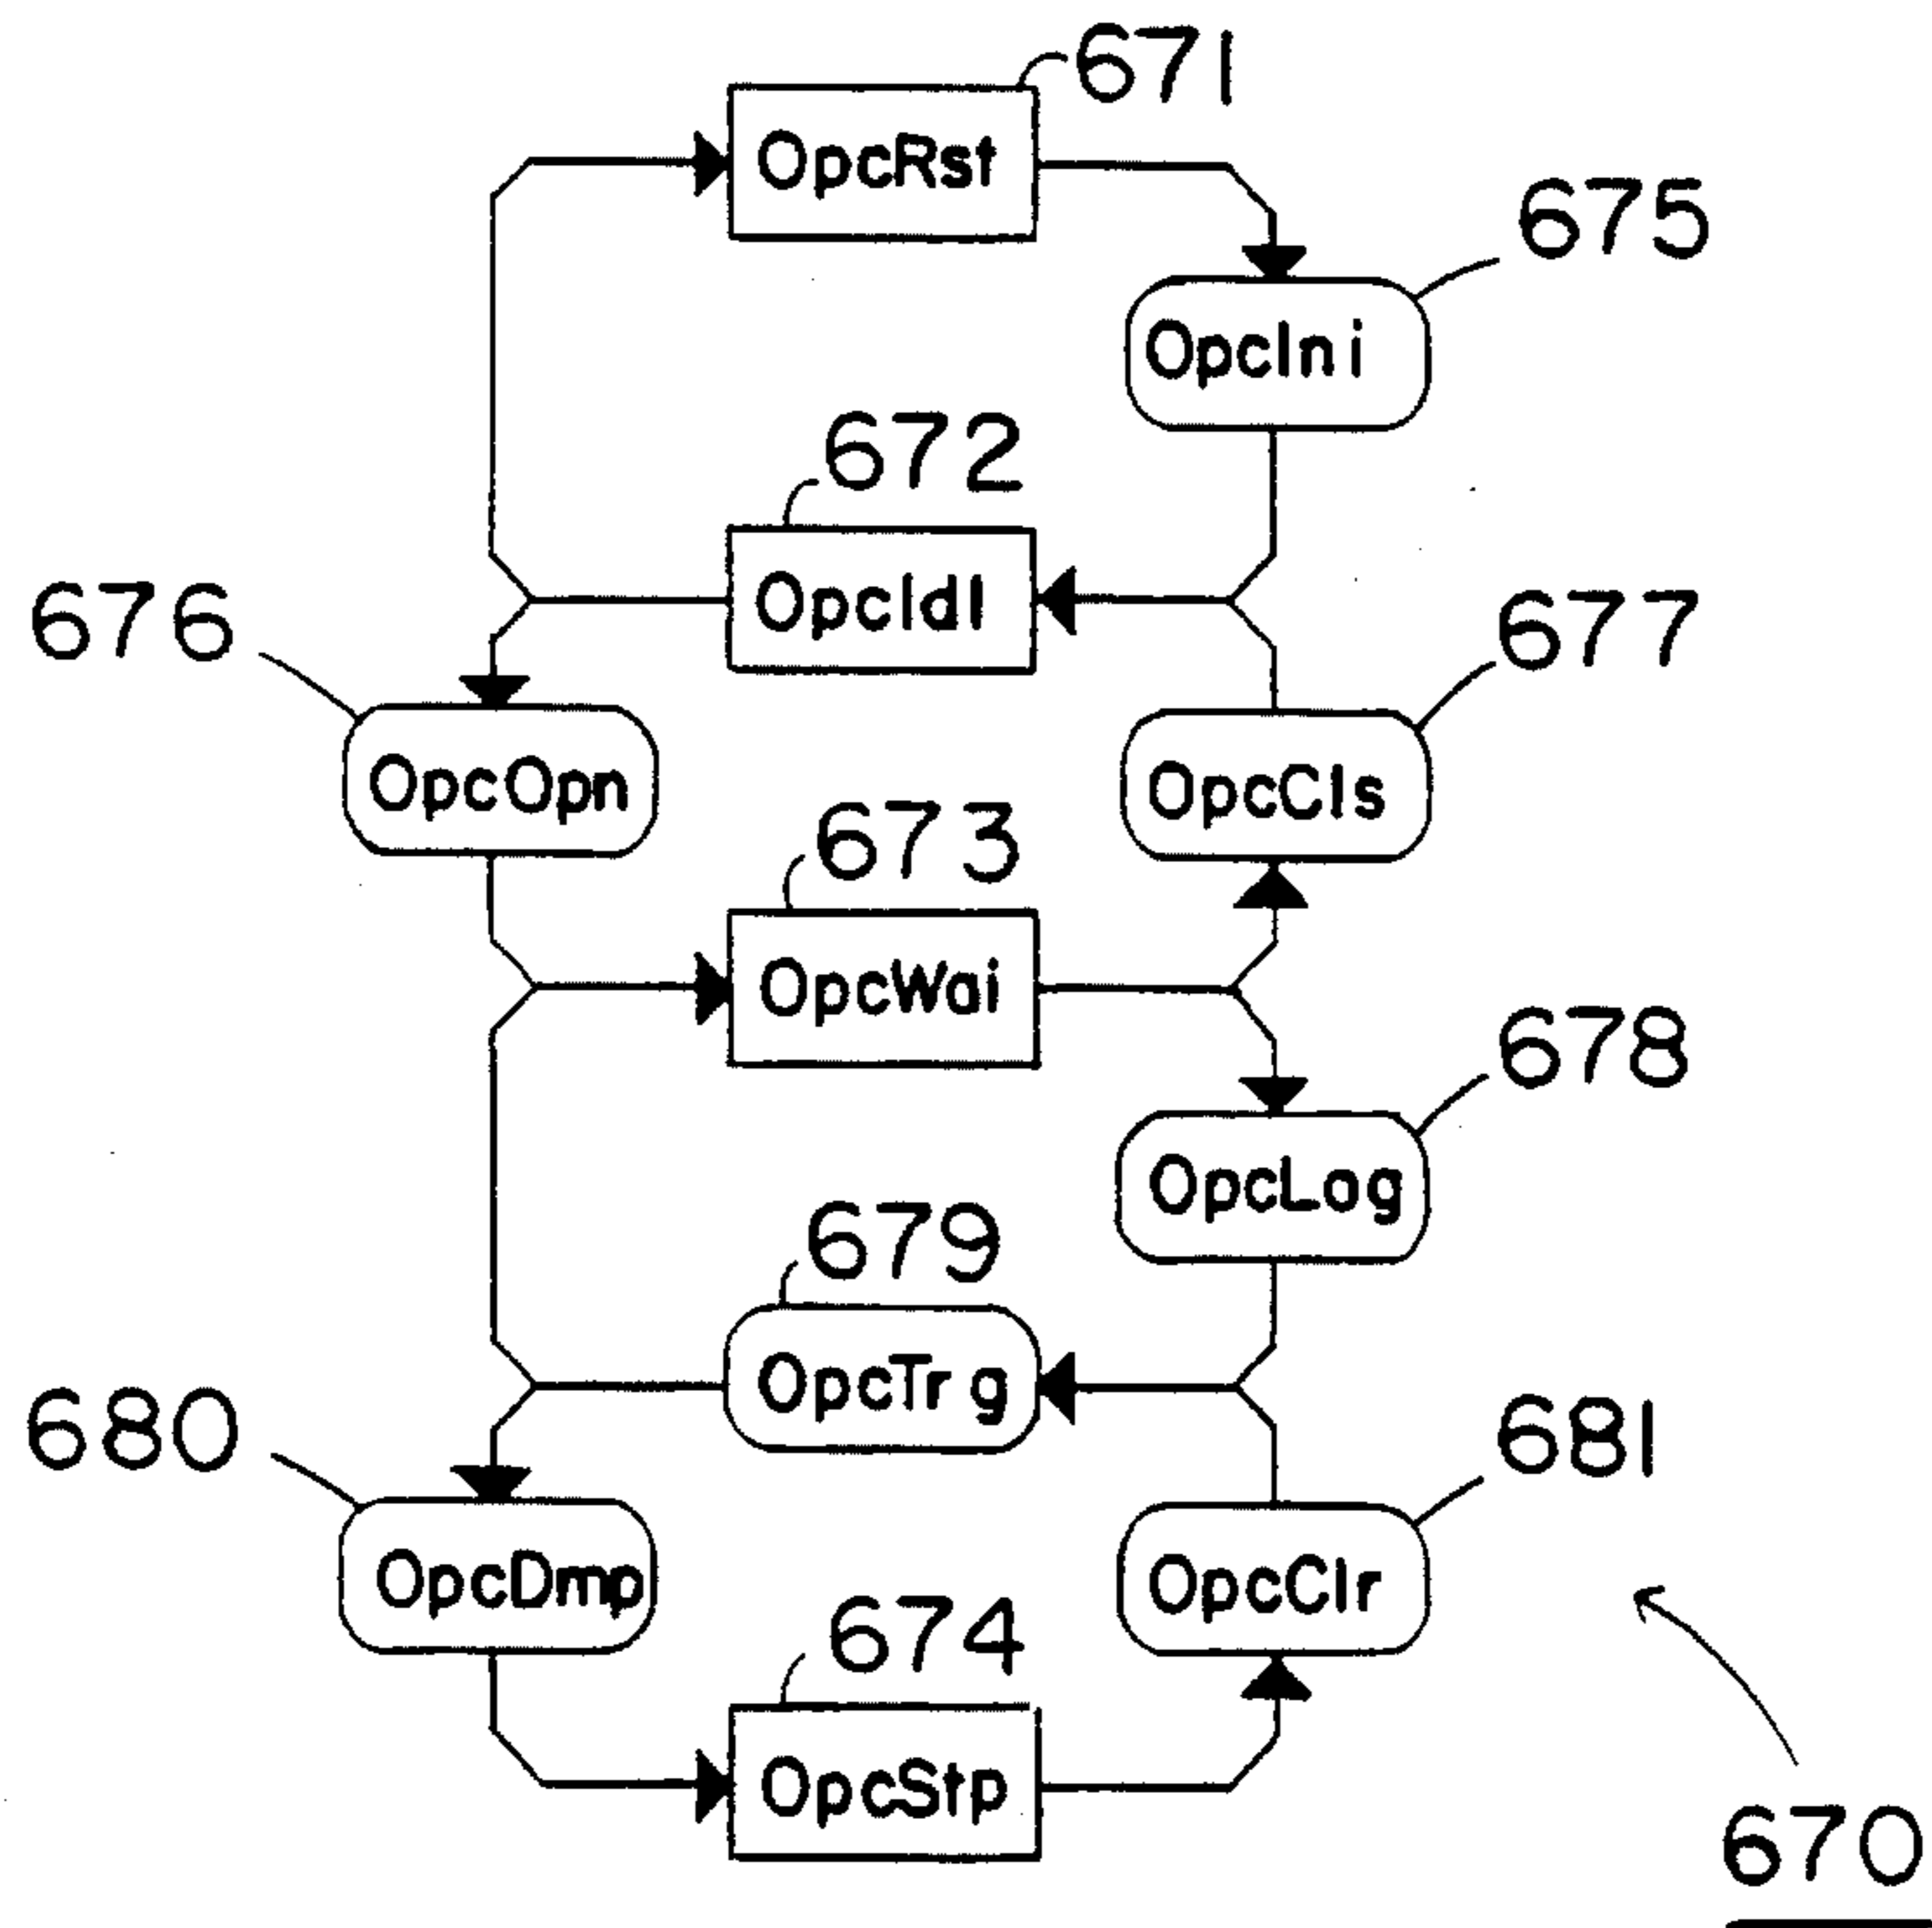 671
OpcRst
675
OpcIni
672
OpcIdl
676
677
OpcOpn
OpcCls
673
OpcWai
678
OpcLog
679
OpcTrg
680
681
OpcDmp
OpcClr
674
OpcStp
670